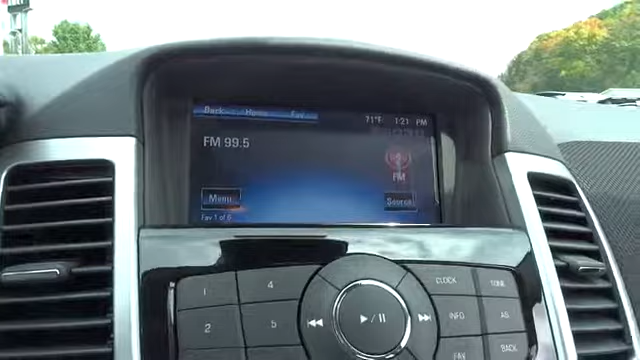 Back Home Fav
71°F 1:21 PM
FM 99.5
FM
Menu Source
Fav 1 of 6
1 4 CLOCK TONE
2 5 INFO AS
FAV BACK